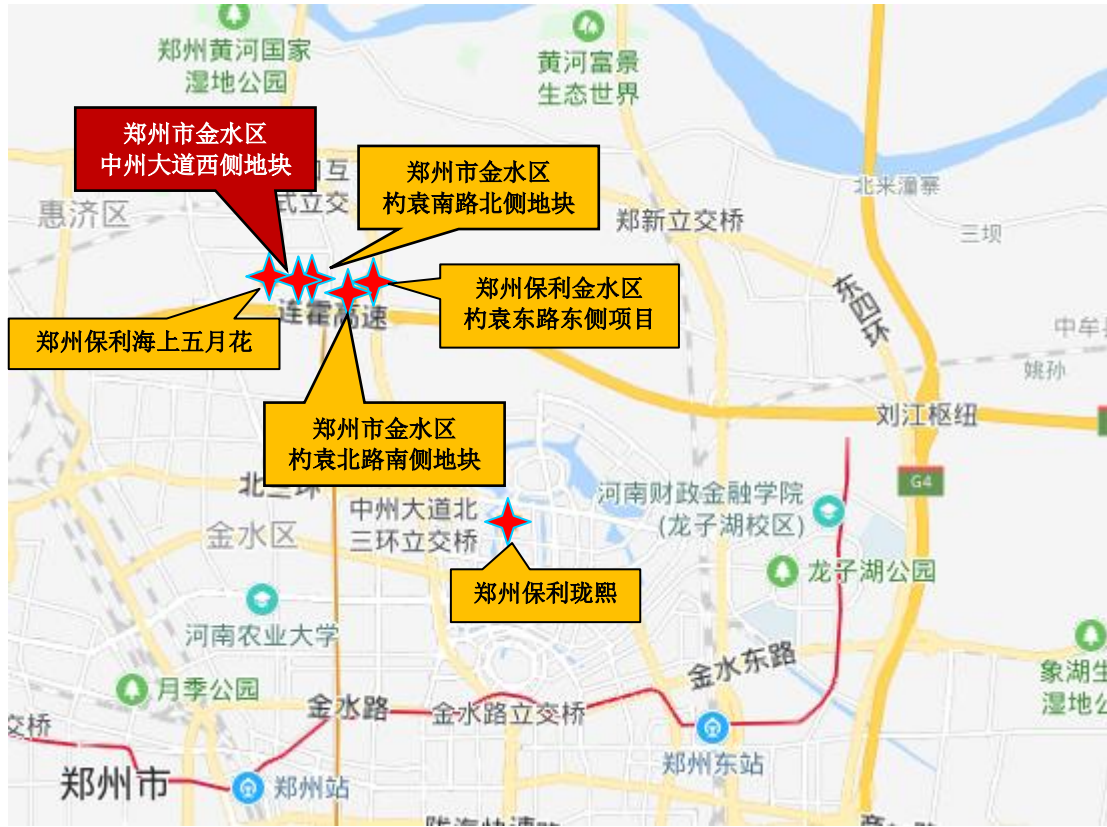 郑州黄河国家
湿地公园
黄河富景
生态世界
郑州市金水区
中州大道西侧地块
互
式立交
郑州市金水区
杓袁南路北侧地块
北来潼寨
惠济区
郑新立交桥
三坝
郑州保利金水区
杓袁东路东侧项目
东四环
连霍高速
中牟
郑州保利海上五月花
姚孙
刘江枢纽
郑州市金水区
杓袁北路南侧地块
G4
北三环
河南财政金融学院
(龙子湖校区)
中州大道北
三环立交桥
金水区
龙子湖公园
郑州保利珑熙
河南农业大学
金水东路
象湖生
湿地公
月季公园
金水路
金水路立交桥
交桥
郑州东站
郑州市
郑州站